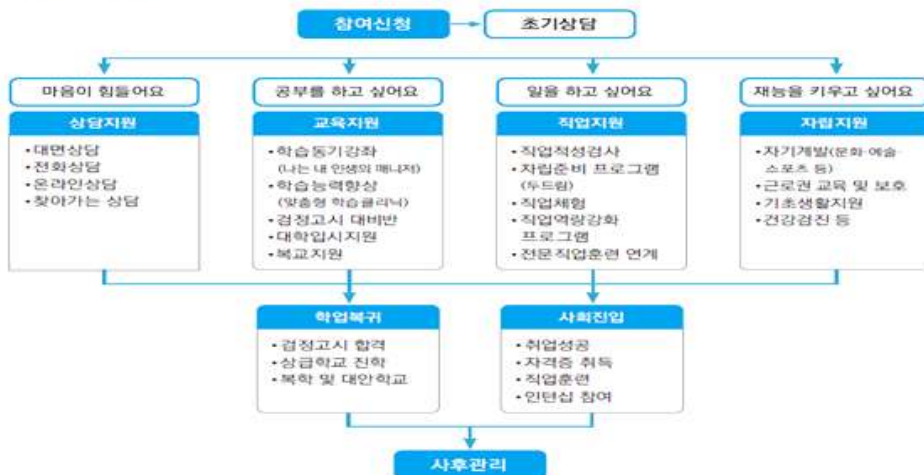 참여신청
초기상담
마음이 힘들어요
상담지원
• 대면상담
• 전화상담
• 온라인상담
• 찾아가는 상담
공부를 하고 싶어요
교육지원
• 학습동기강좌
(나는 내 인생의 매니저)
• 학습능력향상
(맞춤형 학습클리닉)
• 검정고시 대비반
• 대학입시지원
• 복교지원
일을 하고 싶어요
직업지원
• 직업적성검사
• 자립준비 프로그램
(두드림)
• 직업체험
• 직업역량강화
프로그램
• 전문직업훈련 연계
재능을 키우고 싶어요
자립지원
• 자기계발(문화·예술·
스포츠 등)
• 근로권 교육 및 보호
• 기초생활지원
• 건강검진 등
학업복귀
• 검정고시 합격
• 상급학교 진학
• 복학 및 대안학교
사회진입
• 취업성공
• 자격증 취득
• 직업훈련
• 인턴십 참여
사후관리